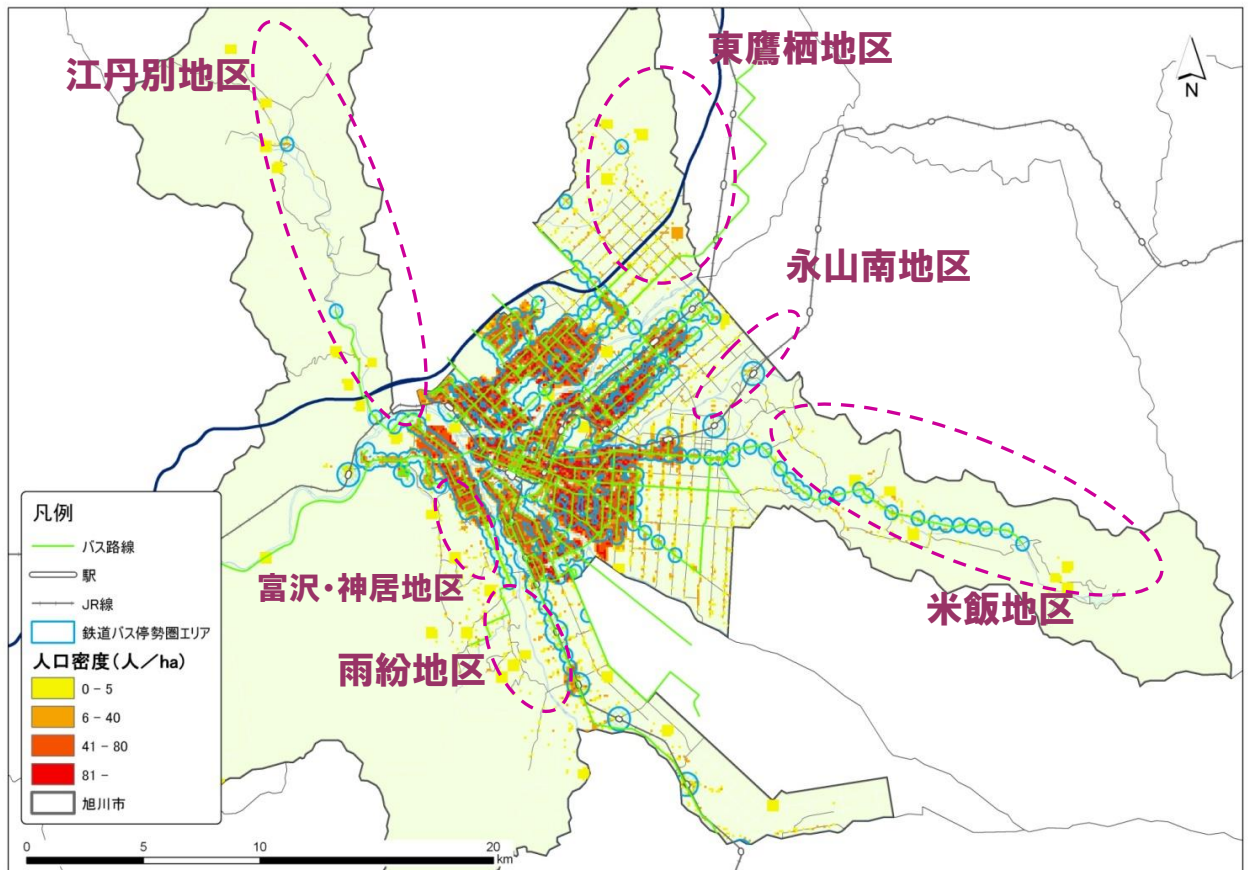 東鷹栖地区
江丹別地区
N
永山南地区
凡例
バス路線
駅
JR線
鉄道バス停勢圏エリア
人口密度(人/ha)
0 - 5
6 - 40
41 - 80
81 -
旭川市
富沢・神居地区
米飯地区
雨紛地区
0 5 10 20
km